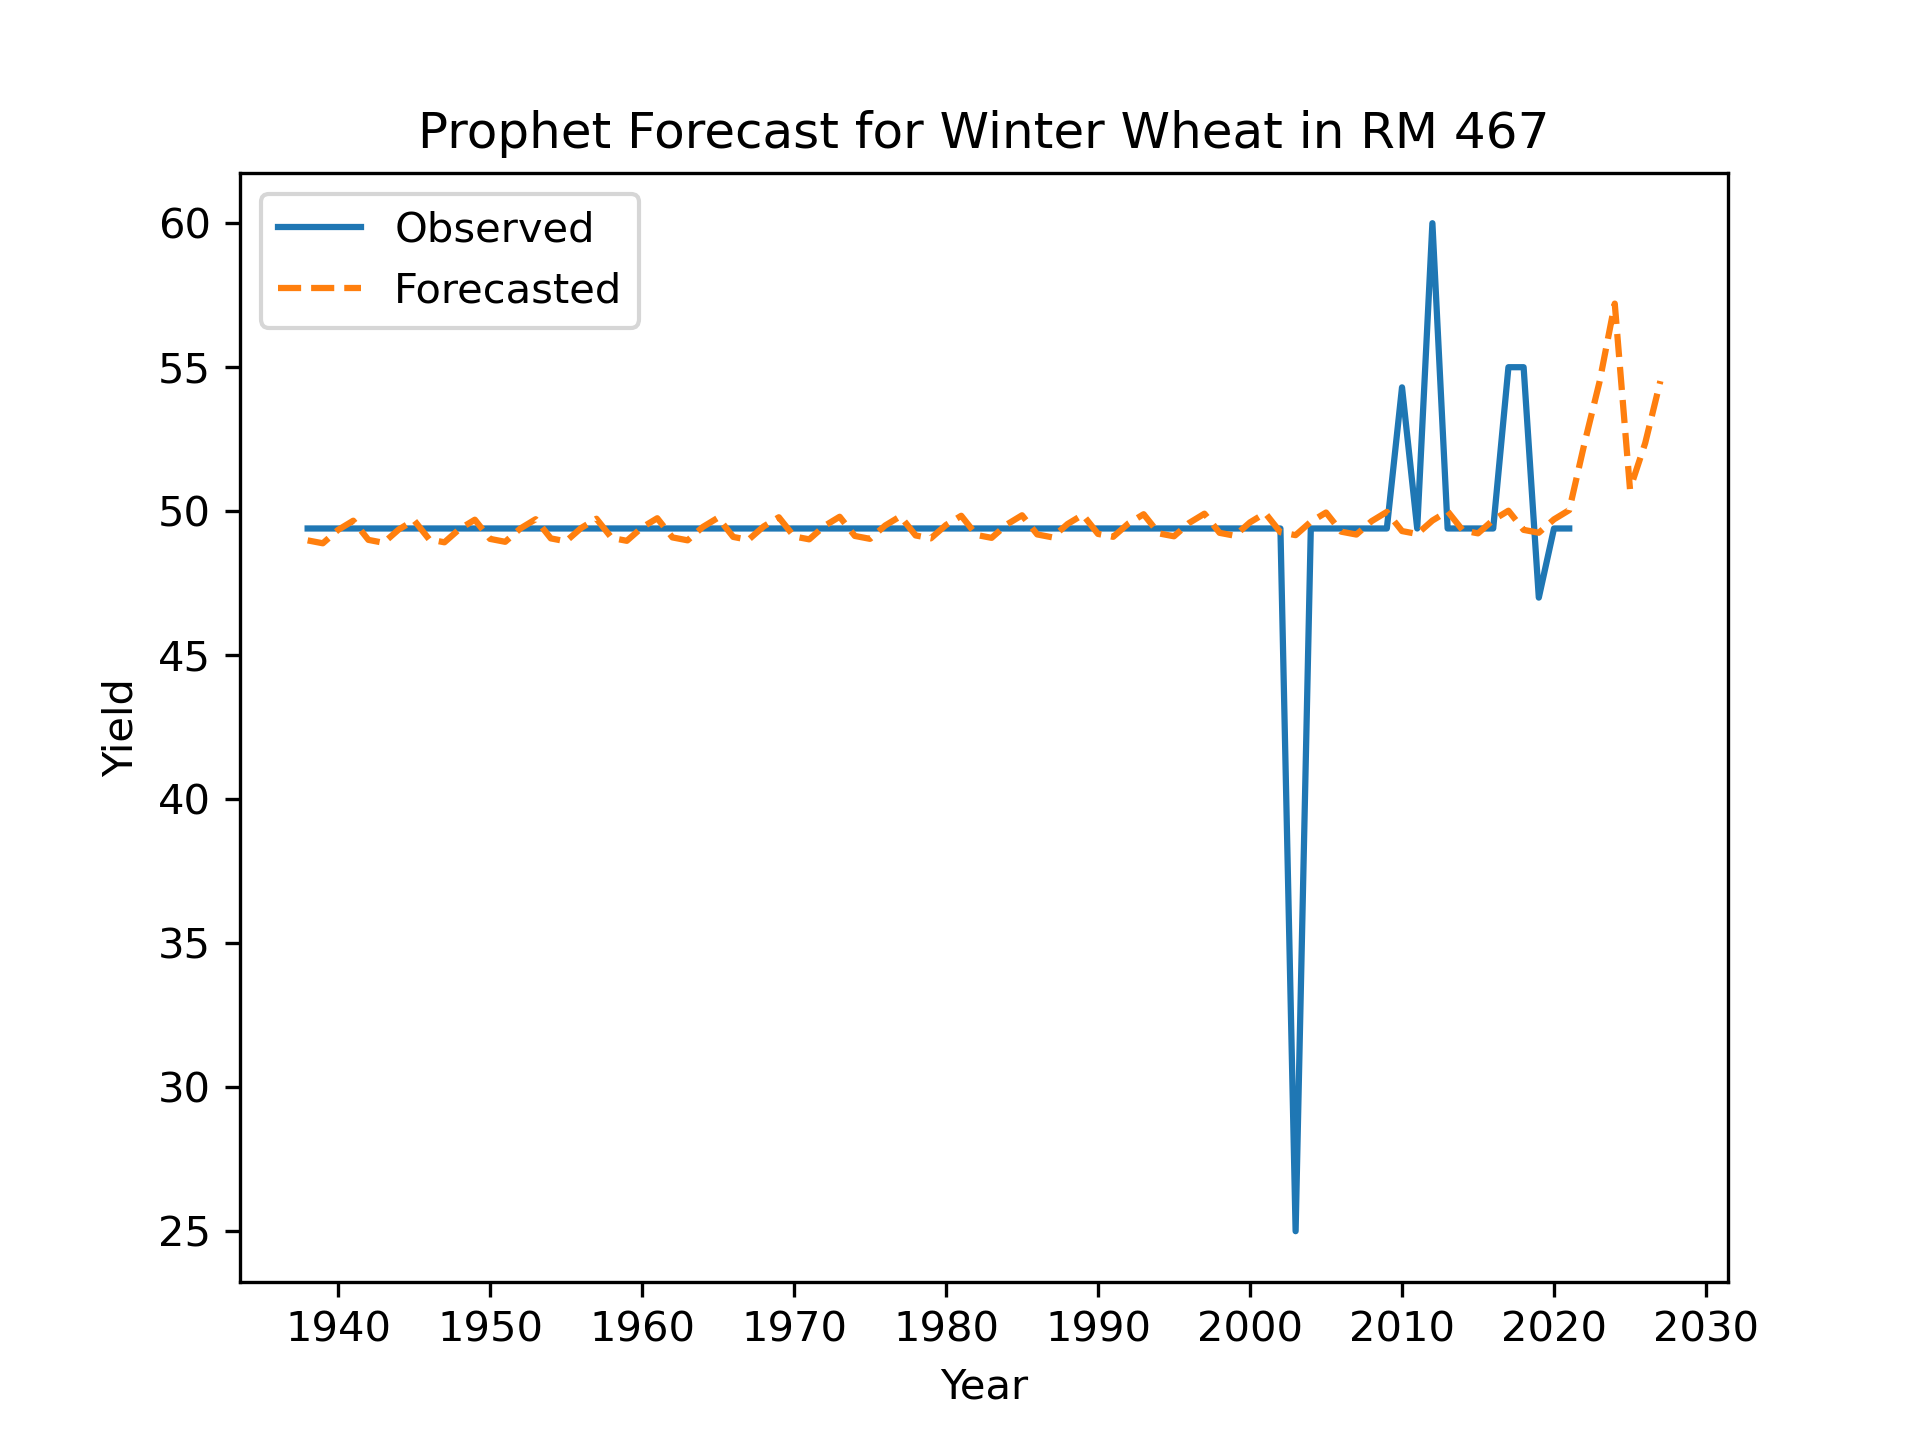 Prophet Forecast for Winter Wheat in RM 467
Observed
Forecasted
60
55
50
45
40
35
30
25
Yield
1940 1950 1960 1970 1980 1990 2000 2010 2020 2030
Year